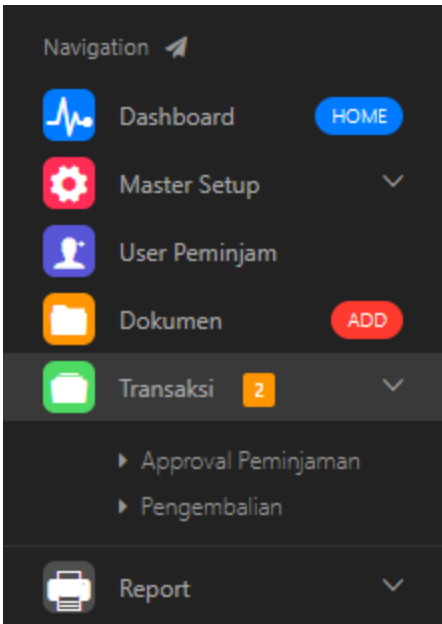 Navigation
Dashboard HOME
Master Setup
User Peminjam
Dokumen ADD
Transaksi 2
Approval Peminjaman
Pengembalian
Report